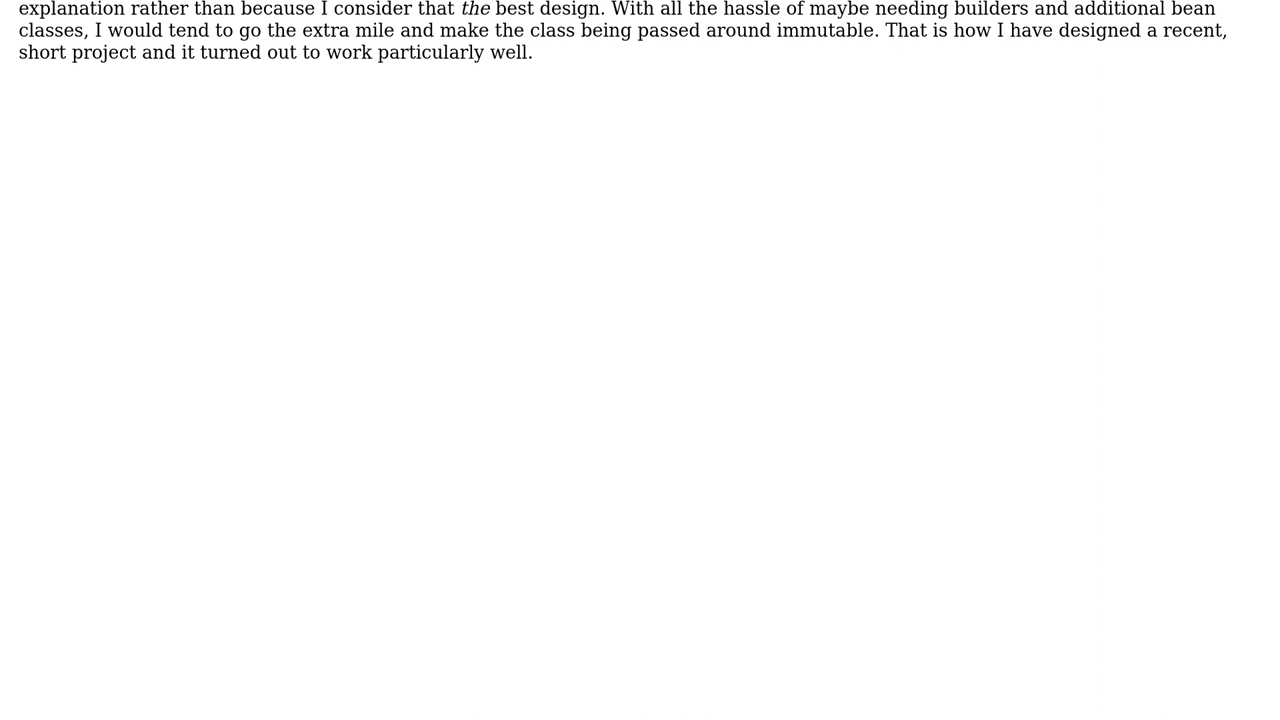 explanation rather than because I consider that the best design. With all the hassle of maybe needing builders and additional bean
classes, I would tend to go the extra mile and make the class being passed around immutable. That is how I have designed a recent,
short project and it turned out to work particularly well.